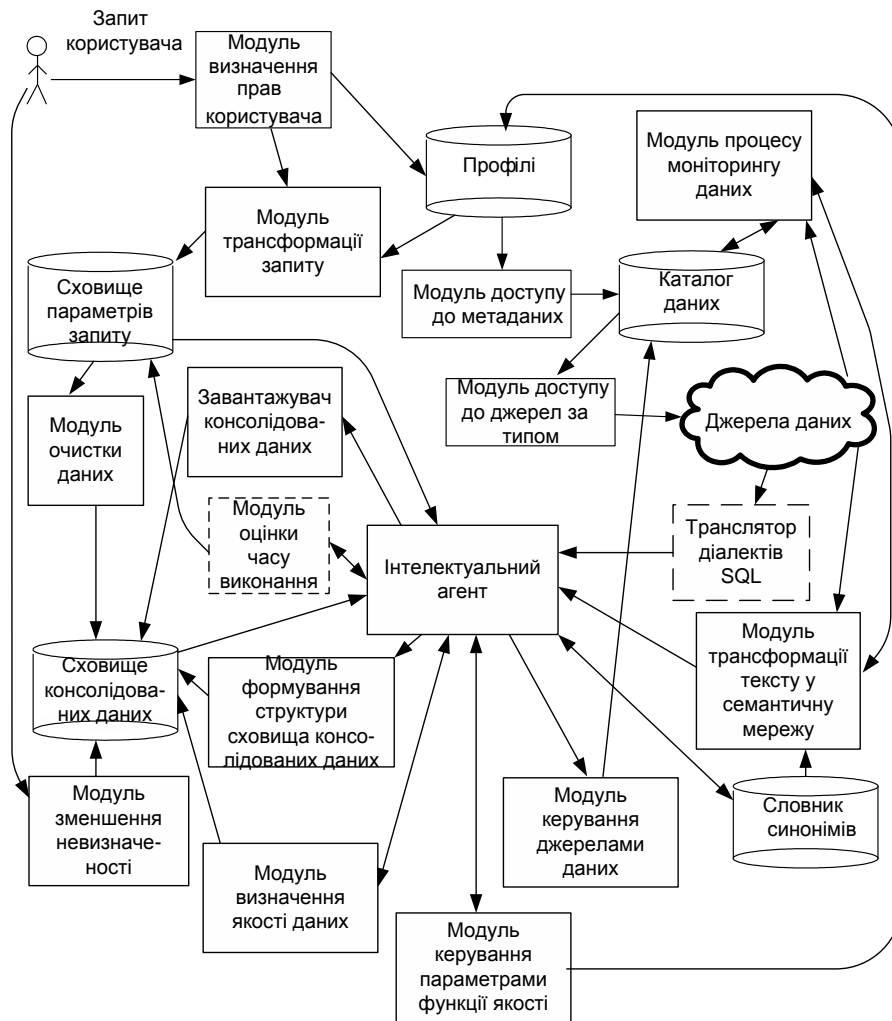 Запит
користувача
Модуль
визначення
прав
користувача
Профілі
Модуль процесу
моніторингу
даних
Модуль
трансформації
запиту
Сховище
параметрів
запиту
Модуль доступу
до метаданих
Каталог
даних
Модуль доступу
до джерел за
типом
Джерела даних
Завантажувач
консолідова-
них даних
Модуль
очистки
даних
Модуль
оцінки
часу
виконання
Інтелектуальний
агент
Транслятор
діалектів
SQL
Сховище
консолідова-
них даних
Модуль
формування
структури
сховища консо-
лідованих даних
Модуль
трансформації
тексту у
семантичну
мережу
Модуль
зменшення
невизначе-
ності
Модуль
визначення
якості даних
Модуль
керування
джерелами
даних
Словник
синонімів
Модуль
керування
параметрами
функції якості